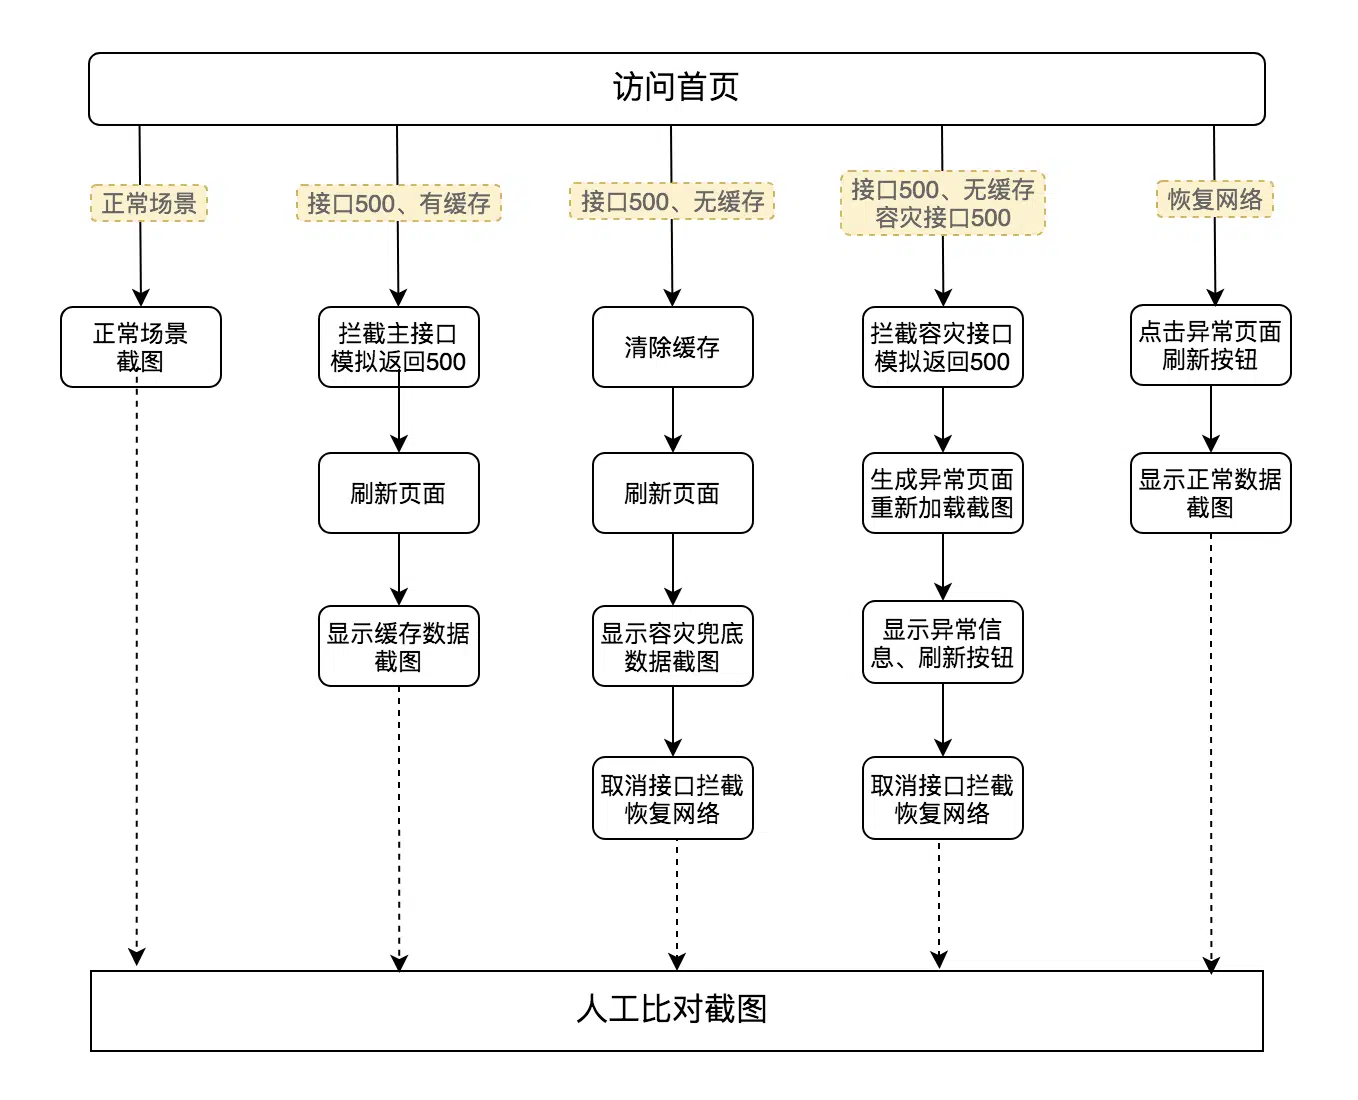 访问首页
正常场景
接口500、有缓存
接口500、无缓存
接口500、无缓存
容灾接口500
恢复网络
正常场景
截图
拦截主接口
模拟返回500
清除缓存
拦截容灾接口
模拟返回500
点击异常页面
刷新按钮
刷新页面
刷新页面
生成异常页面
重新加载截图
显示正常数据
截图
显示缓存数据
截图
显示容灾兜底
数据截图
显示异常信
息、刷新按钮
取消接口拦截
恢复网络
取消接口拦截
恢复网络
人工比对截图